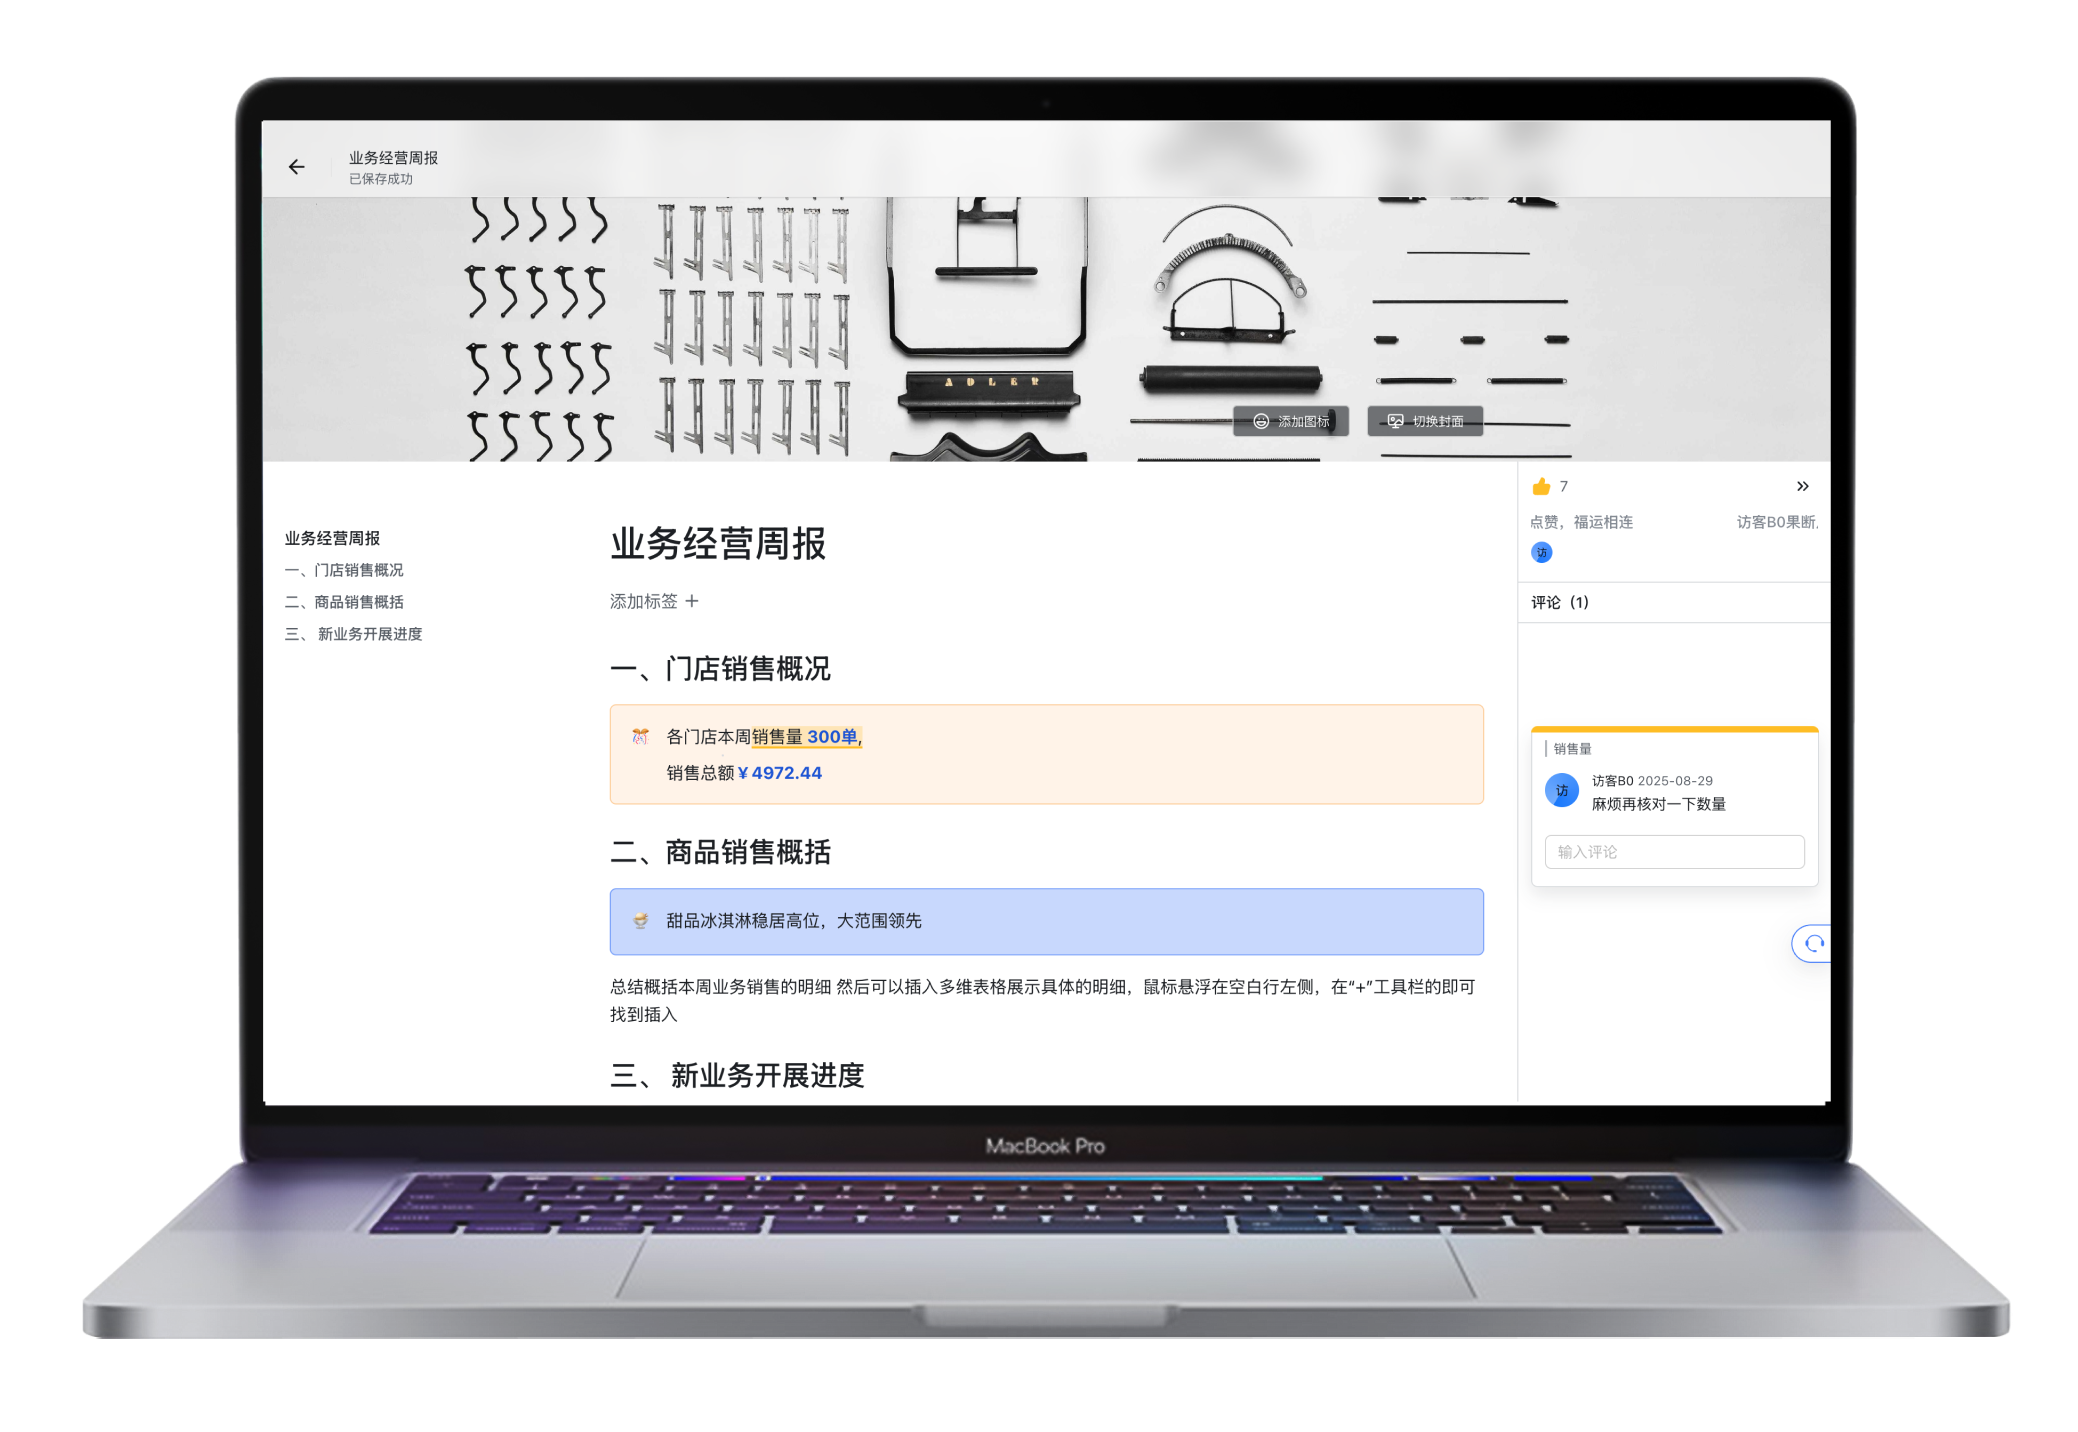 业务经营周报
已保存成功
ADLER
添加图标
切换封面
业务经营周报
一、门店销售概况
二、商品销售概括
三、 新业务开展进度
业务经营周报
添加标签 +
一、门店销售概况
各门店本周销售量 300单,
销售总额 ¥ 4972.44
二、商品销售概括
甜品冰淇淋稳居高位，大范围领先
总结概括本周业务销售的明细 然后可以插入多维表格展示具体的明细，鼠标悬浮在空白行左侧，在“+”工具栏的即可
找到插入
三、 新业务开展进度
7
点赞，福运相连
访客B0果断
访
评论（1）
销售量
访
访客B0 2025-08-29
麻烦再核对一下数量
输入评论
MacBook Pro